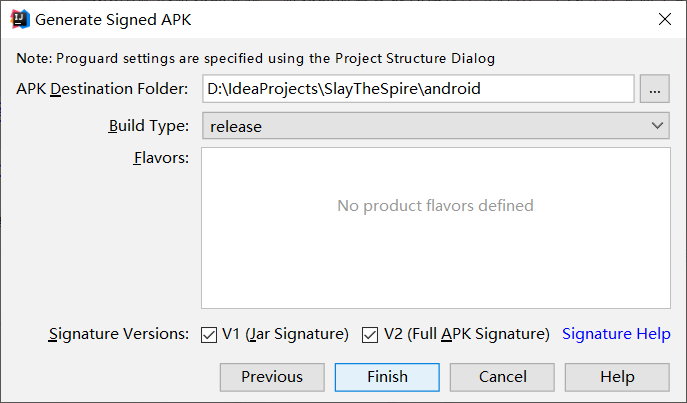 Generate Signed APK
Note: Proguard settings are specified using the Project Structure Dialog
APK Destination Folder: D:\IdeaProjects\SlayTheSpire\android ...
Build Type: release
Flavors:
No product flavors defined
Signature Versions: V1 (Jar Signature) V2 (Full APK Signature) Signature Help
Previous Finish Cancel Help